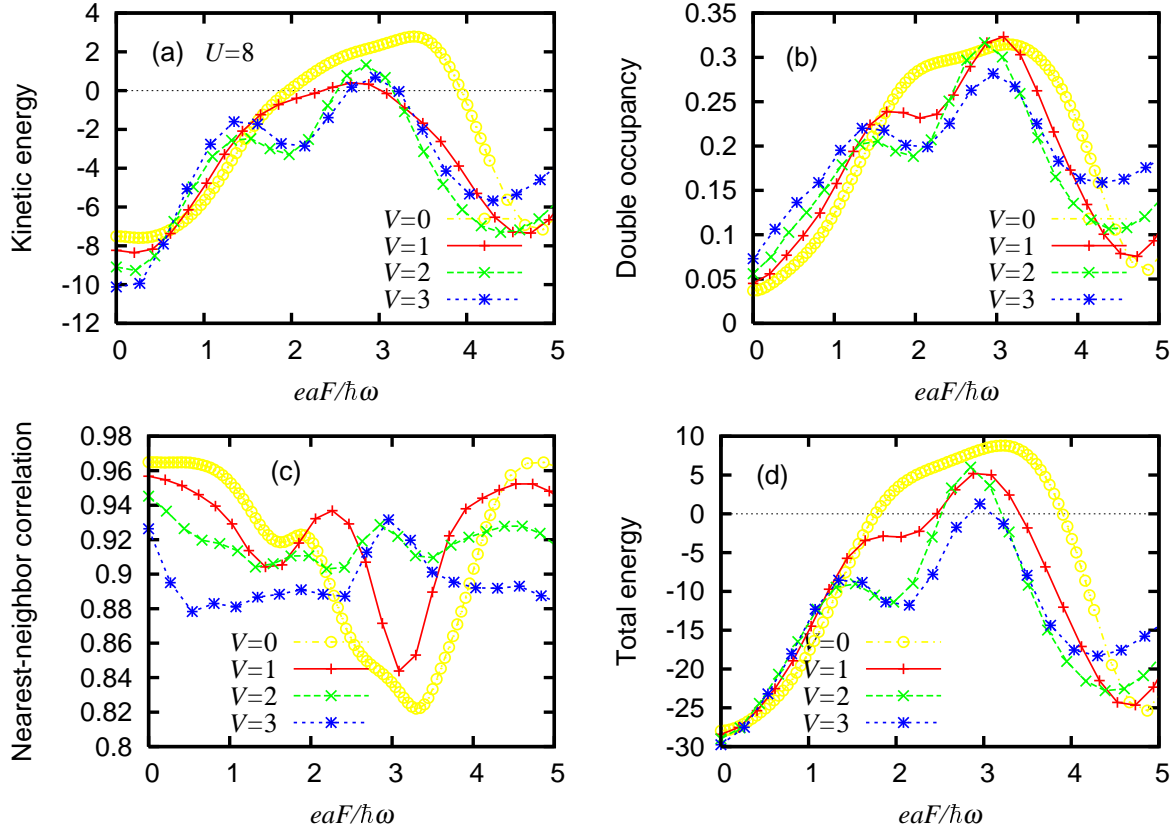 (a) U=8
Kinetic energy
4
2
0
-2
-4
-6
-8
-10
-12
V=0
V=1
V=2
V=3
0 1 2 3 4 5
eaF/ℏω
(b)
Double occupancy
0.35
0.3
0.25
0.2
0.15
0.1
0.05
0
V=0
V=1
V=2
V=3
0 1 2 3 4 5
eaF/ℏω
(c)
Nearest-neighbor correlation
0.98
0.96
0.94
0.92
0.9
0.88
0.86
0.84
0.82
0.8
V=0
V=1
V=2
V=3
0 1 2 3 4 5
eaF/ℏω
(d)
Total energy
10
5
0
-5
-10
-15
-20
-25
-30
V=0
V=1
V=2
V=3
0 1 2 3 4 5
eaF/ℏω